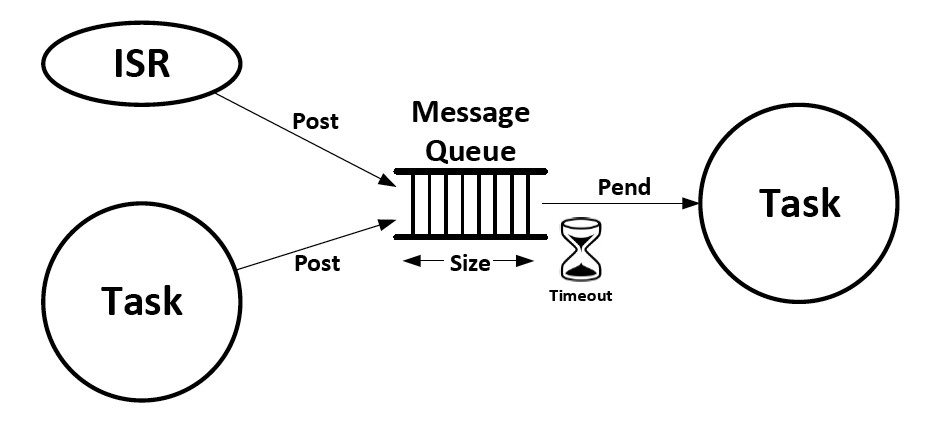 ISR
Post
Message
Queue
Pend
Task
Task
Post
Size
Timeout